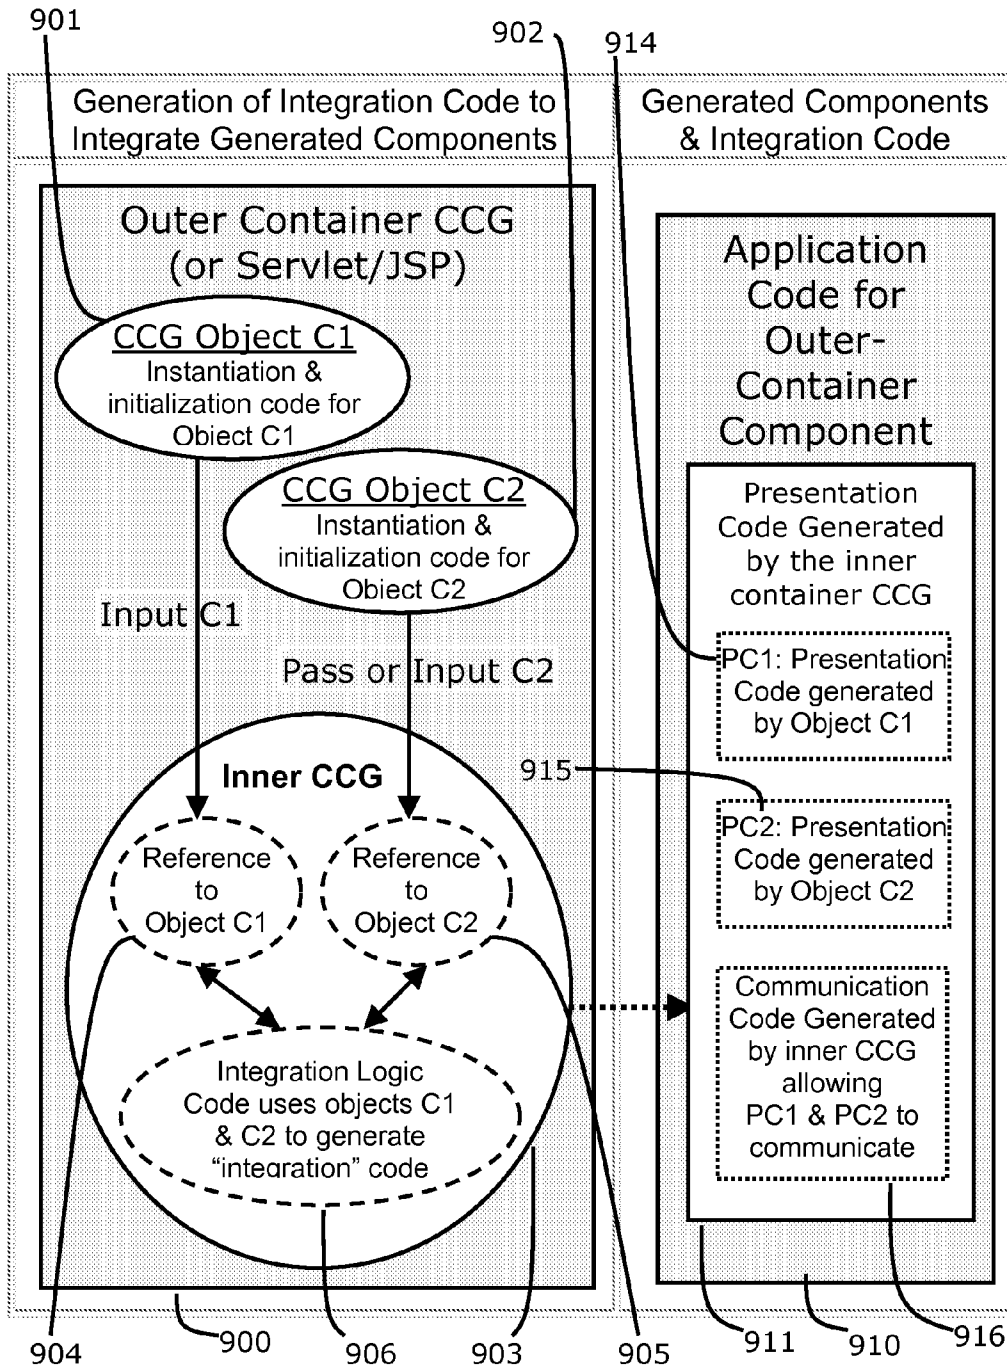 901
902
914
Generation of Integration Code to
Integrate Generated Components
Generated Components
& Integration Code
Outer Container CCG
(or Servlet/JSP)
CCG Object C1
Instantiation &
initialization code for
Object C1
CCG Object C2
Instantiation &
initialization code for
Object C2
Input C1
Pass or Input C2
Inner CCG
Reference
to
Object C1
Reference
to
Object C2
Integration Logic
Code uses objects C1
& C2 to generate
“integration” code
Application
Code for
Outer-
Container
Component
Presentation
Code Generated
by the inner
container CCG
PC1: Presentation
Code generated
by Object C1
915
PC2: Presentation
Code generated
by Object C2
Communication
Code Generated
by inner CCG
allowing
PC1 & PC2 to
communicate
904
900
906
903
905
911
910
916